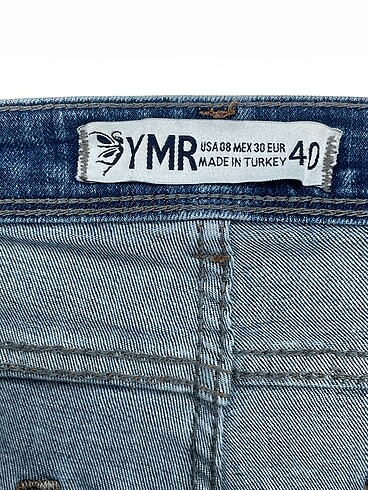 YMR USA 08 MEX 30 EUR 40
MADE IN TURKEY